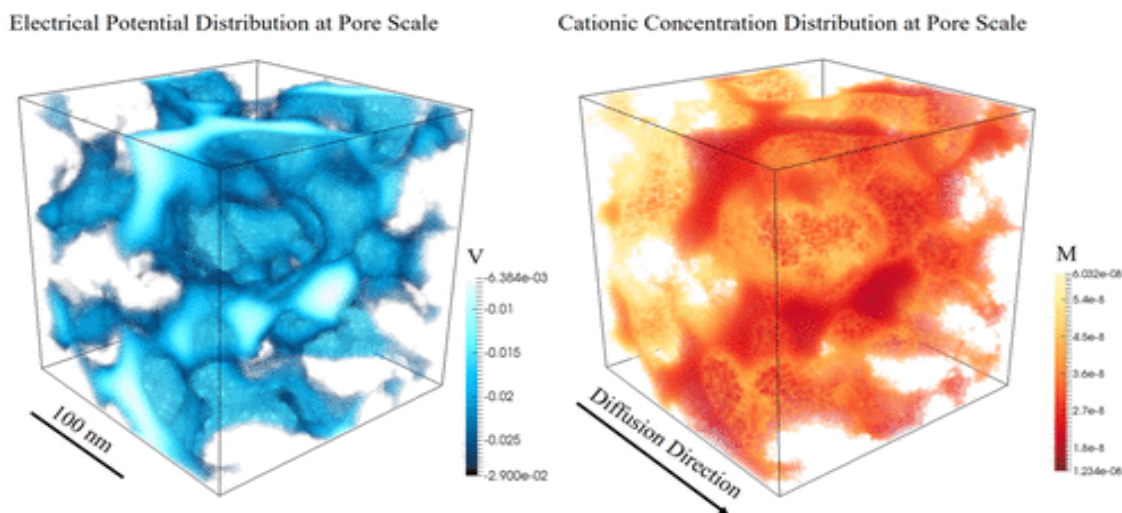 Electrical Potential Distribution at Pore Scale
Cationic Concentration Distribution at Pore Scale
V
-6.384e-03
-0.01
-0.015
-0.02
-0.025
-2.900e-02
100 nm
M
6.032e-08
5.4e-8
4.5e-8
3.6e-8
2.7e-8
1.8e-8
1.234e-08
Diffusion Direction